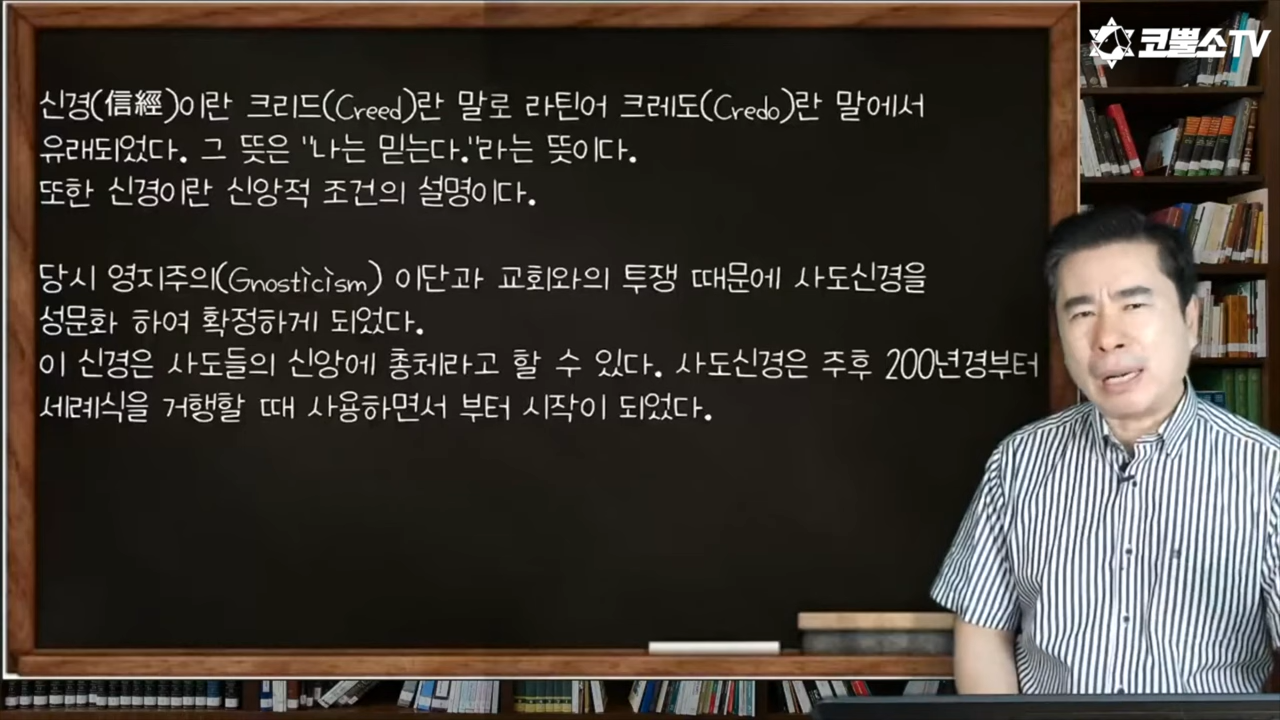 코뿔소TV
신경(信經)이란 크리드(Creed)란 말로 라틴어 크레도(Credo)란 말에서
유래되었다. 그 뜻은 "나는 믿는다."라는 뜻이다.
또한 신경이란 신앙적 조건의 설명이다.
당시 영지주의(Gnosticism) 이단과 교회와의 투쟁 때문에 사도신경을
성문화 하여 확정하게 되었다.
이 신경은 사도들의 신앙에 총체라고 할 수 있다. 사도신경은 주후 200년경부터
세례식을 거행할 때 사용하면서 부터 시작이 되었다.